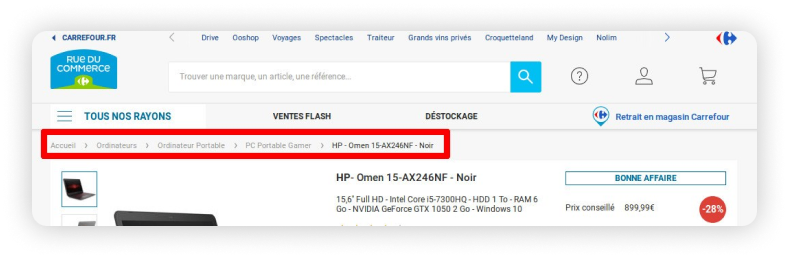 CARREFOUR.FR Drive Ooshop Voyages Spectacles Traiteur Grands vins privés Croquetteland My Design Nolim
RUE DU
COMMERCE
Trouver une marque, un article, une référence...
TOUS NOS RAYONS VENTES FLASH DÉSTOCKAGE Retrait en magasin Carrefour
Accueil > Ordinateurs > Ordinateur Portable > PC Portable Gamer > HP - Omen 15-AX246NF - Noir
HP- Omen 15-AX246NF - Noir
BONNE AFFAIRE
15,6' Full HD - Intel Core i5-7300HQ - HDD 1 To - RAM 6
Go - NVIDIA GeForce GTX 1050 2 Go - Windows 10
Prix conseillé 899,99€ -28%